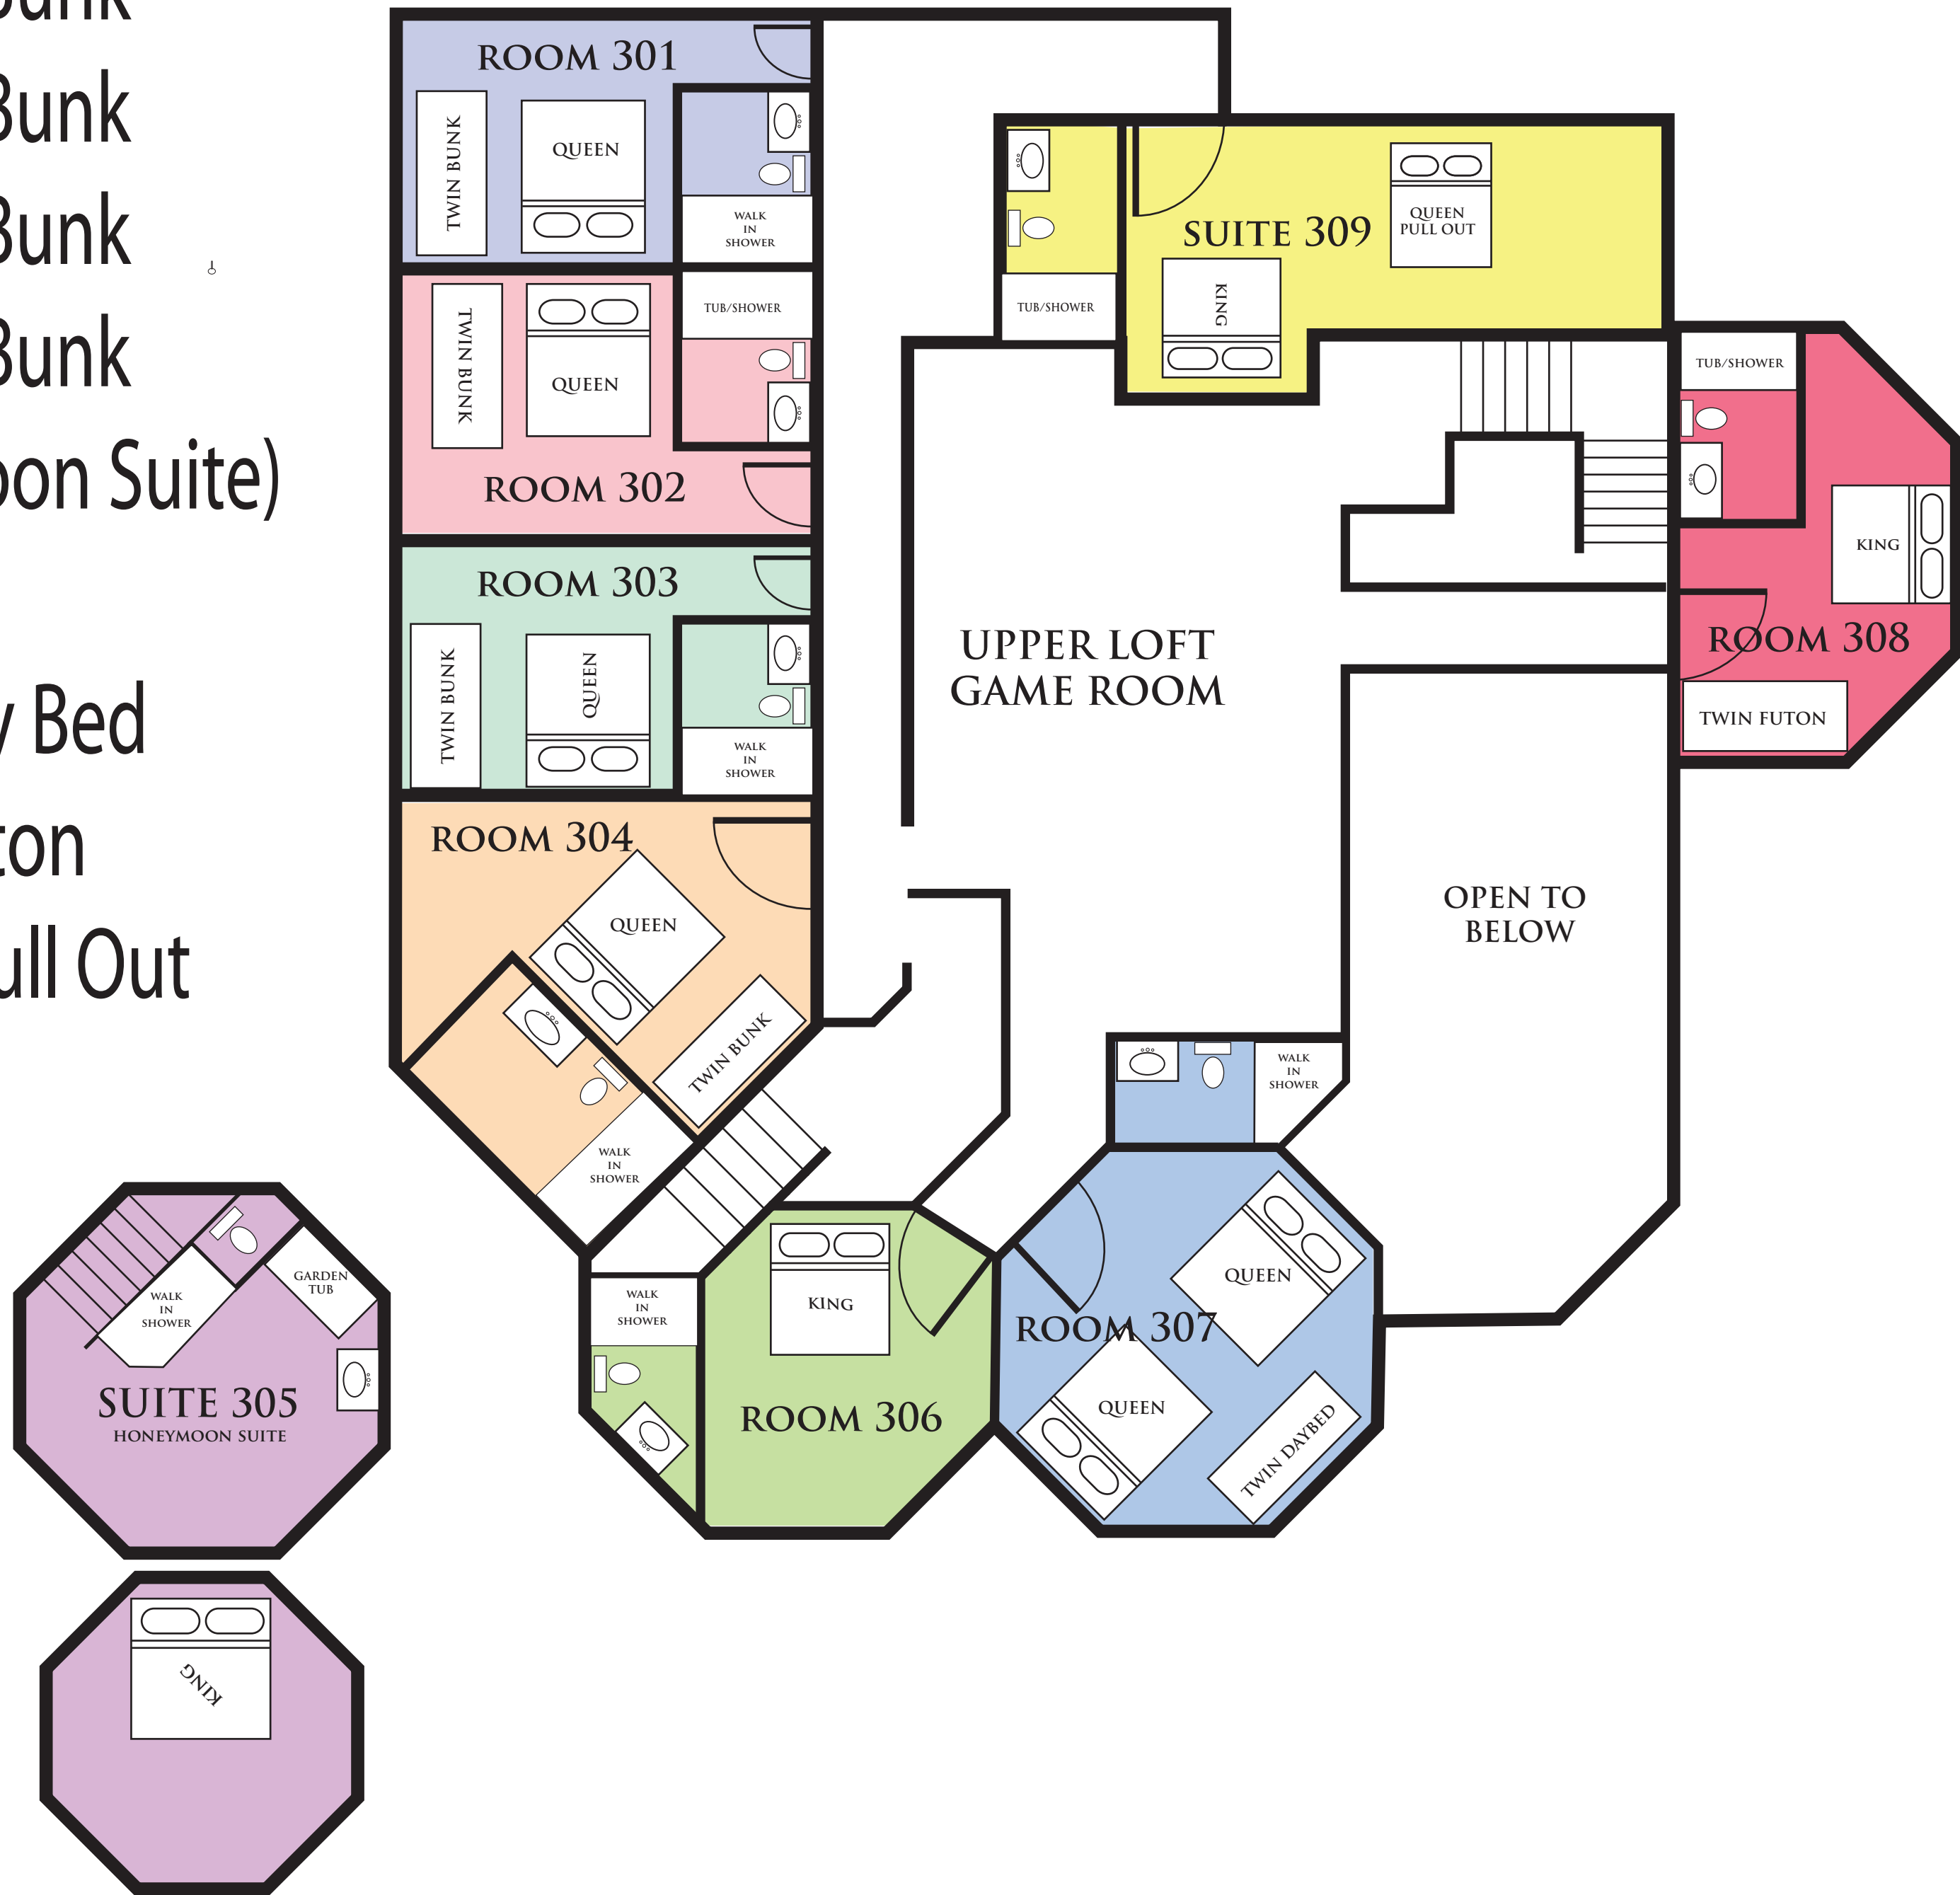 Bunk
Bunk
Bunk
Suite)
Bed
Out
ROOM 301
TWIN BUNK
QUEEN
WALK
IN
SHOWER
TWIN BUNK
QUEEN
TUB/SHOWER
ROOM 302
ROOM 303
TWIN BUNK
QUEEN
WALK
IN
SHOWER
ROOM 304
QUEEN
TWIN BUNK
WALK
IN
SHOWER
GARDEN
TUB
WALK
IN
SHOWER
SUITE 305
HONEYMOON SUITE
KING
WALK
IN
SHOWER
KING
ROOM 306
WALK
IN
SHOWER
QUEEN
ROOM 307
QUEEN
TWIN DAYBED
UPPER LOFT
GAME ROOM
OPEN TO
BELOW
TUB/SHOWER
KING
ROOM 308
TWIN FUTON
SUITE 309
QUEEN
PULL OUT
KING
TUB/SHOWER